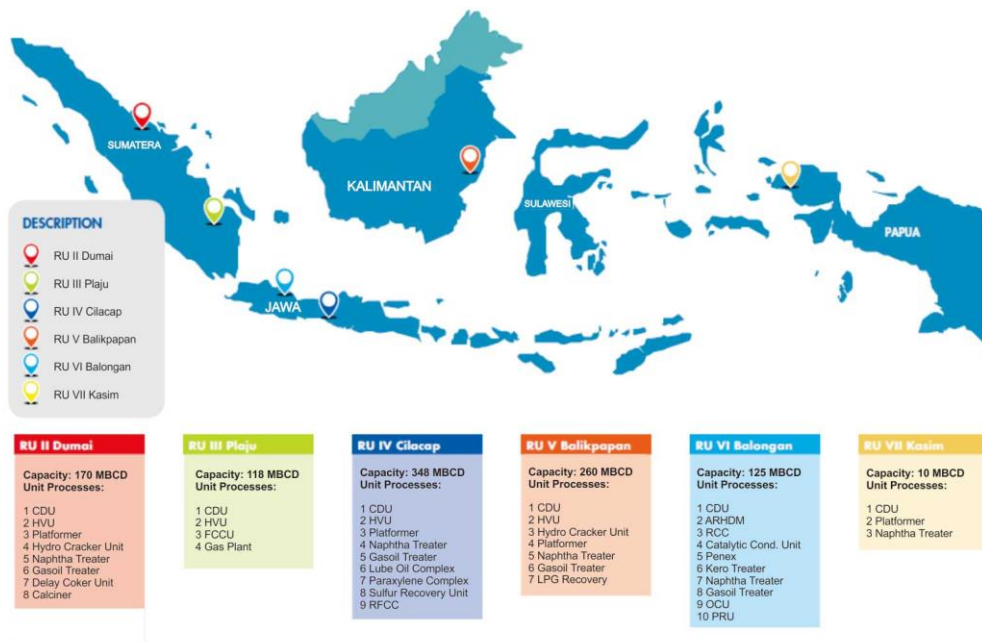 SUMATERA
KALIMANTAN
SULAWESI
PAPUA
JAWA
DESCRIPTION
RU II Dumai
RU III Plaju
RU IV Cilacap
RU V Balikpapan
RU VI Balongan
RU VII Kasim
RU II Dumai
Capacity: 170 MBCD
Unit Processes:
1 CDU
2 HVU
3 Platformer
4 Hydro Cracker Unit
5 Naphtha Treater
6 Gasoil Treater
7 Delay Coker Unit
8 Calciner
RU III Plaju
Capacity: 118 MBCD
Unit Processes:
1 CDU
2 HVU
3 FCCU
4 Gas Plant
RU IV Cilacap
Capacity: 348 MBCD
Unit Processes:
1 CDU
2 HVU
3 Platformer
4 Naphtha Treater
5 Gasoil Treater
6 Lube Oil Complex
7 Paraxylene Complex
8 Sulfur Recovery Unit
9 RFCC
RU V Balikpapan
Capacity: 260 MBCD
Unit Processes:
1 CDU
2 HVU
3 Hydro Cracker Unit
4 Platformer
5 Naphtha Treater
6 Gasoil Treater
7 LPG Recovery
RU VI Balongan
Capacity: 125 MBCD
Unit Processes:
1 CDU
2 ARHDM
3 RCC
4 Catalytic Cond. Unit
5 Penex
6 Kero Treater
7 Naphtha Treater
8 Gasoil Treater
9 OCU
10 PRU
RU VII Kasim
Capacity: 10 MBCD
Unit Processes:
1 CDU
2 Platformer
3 Naphtha Treater